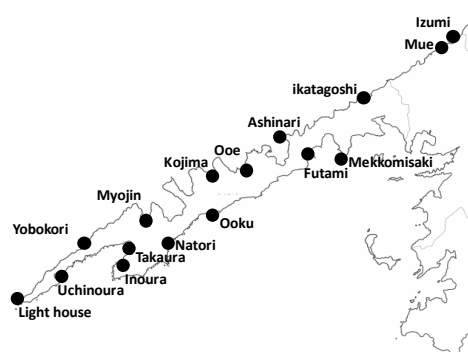 Izumi
Mue
ikatagoshi
Ashinari
Ooe
Kojima
Mekkomisaki
Futami
Myojin
Ooku
Yobokori
Natori
Takaura
Inoura
Uchinoura
Light house